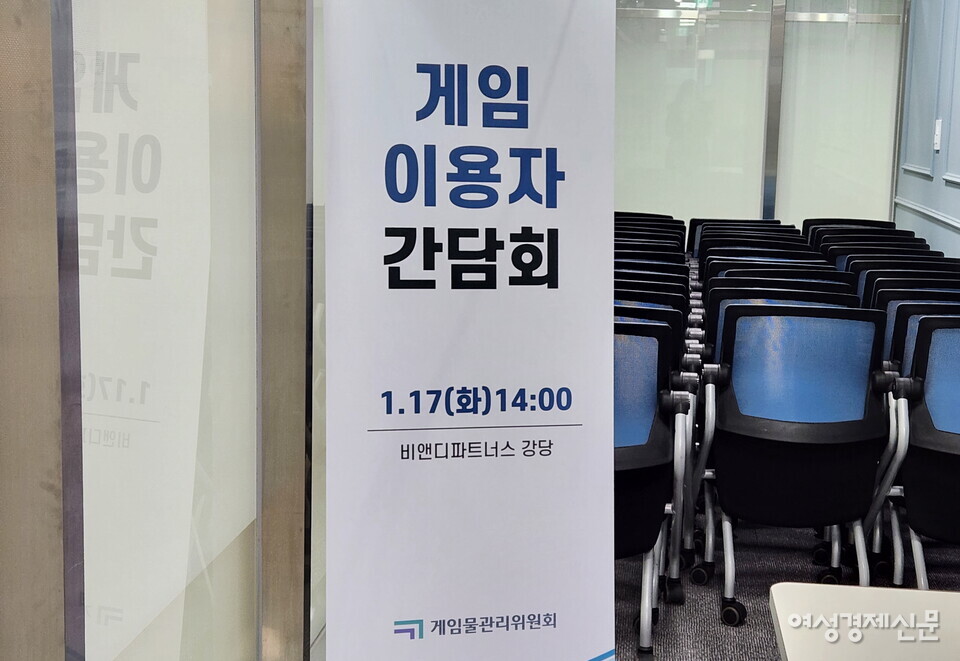 게임
이용자
간담회
1.17(화)14:00
비앤디파트너스 강당
게임물관리위원회
여성경제신문